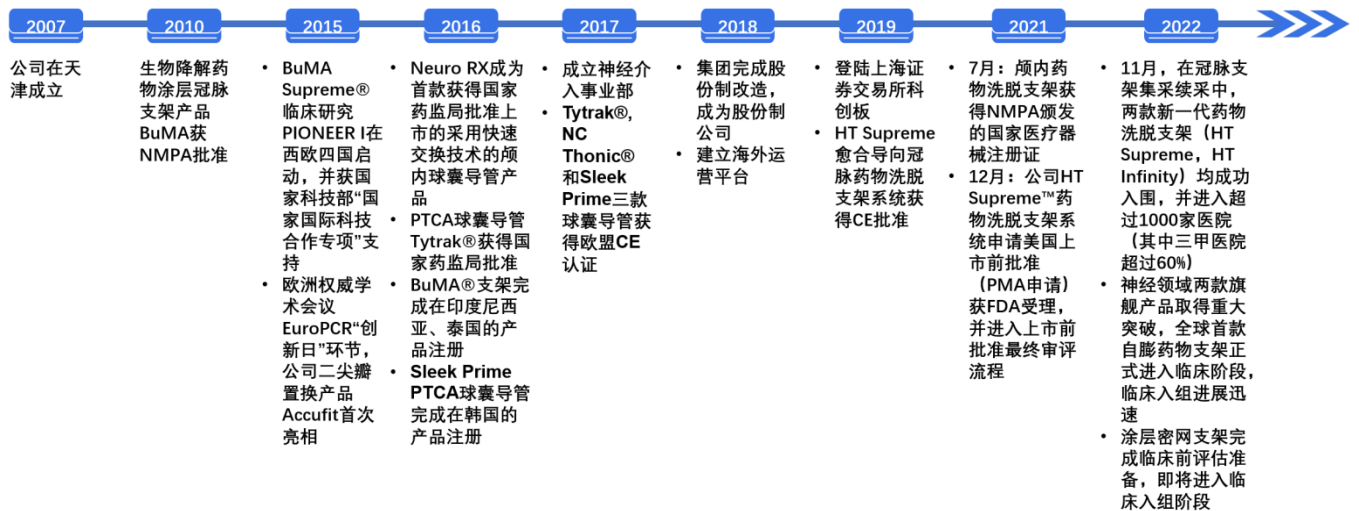 2007
公司在天
津成立
2010
生物降解药
物涂层冠脉
支架产品
BuMA获
NMPA批准
2015
• BuMA
Supreme®
临床研究
PIONEER I在
西欧四国启
动，并获国
家科技部“国
家国际科技
合作专项”支
持
• 欧洲权威学
术会议
EuroPCR“创
新日”环节，
公司二尖瓣
置换产品
Accufit首次
亮相
2016
• Neuro RX成为
首款获得国家
药监局批准上
市的采用快速
交换技术的颅
内球囊导管产
品
• PTCA球囊导管
Tytrak®获得国
家药监局批准
• BuMA®支架完
成在印度尼西
亚、泰国的产
品注册
• Sleek Prime
PTCA球囊导管
完成在韩国的
产品注册
2017
• 成立神经介
入事业部
• Tytrak®,
NC
Thonic®
和Sleek
Prime三款
球囊导管获
得欧盟CE
认证
2018
• 集团完成股
份制改造，
成为股份制
公司
• 建立海外运
营平台
2019
• 登陆上海证
券交易所科
创板
• HT Supreme
愈合导向冠
脉药物洗脱
支架系统获
得CE批准
2021
• 7月：颅内药
物洗脱支架获
得NMPA颁发
的国家医疗器
械注册证
• 12月：公司HT
Supreme™药
物洗脱支架系
统申请美国上
市前批准
（PMA申请）
获FDA受理，
并进入上市前
批准最终审评
流程
2022
• 11月，在冠脉支
架集采续采中，
两款新一代药物
洗脱支架（HT
Supreme，HT
Infinity）均成功
入围，并进入超
过1000家医院
（其中三甲医院
超过60%）
• 神经领域两款旗
舰产品取得重大
突破，全球首款
自膨药物支架正
式进入临床阶段，
临床入组进展迅
速
• 涂层密网支架完
成临床前评估准
备，即将进入临
床入组阶段